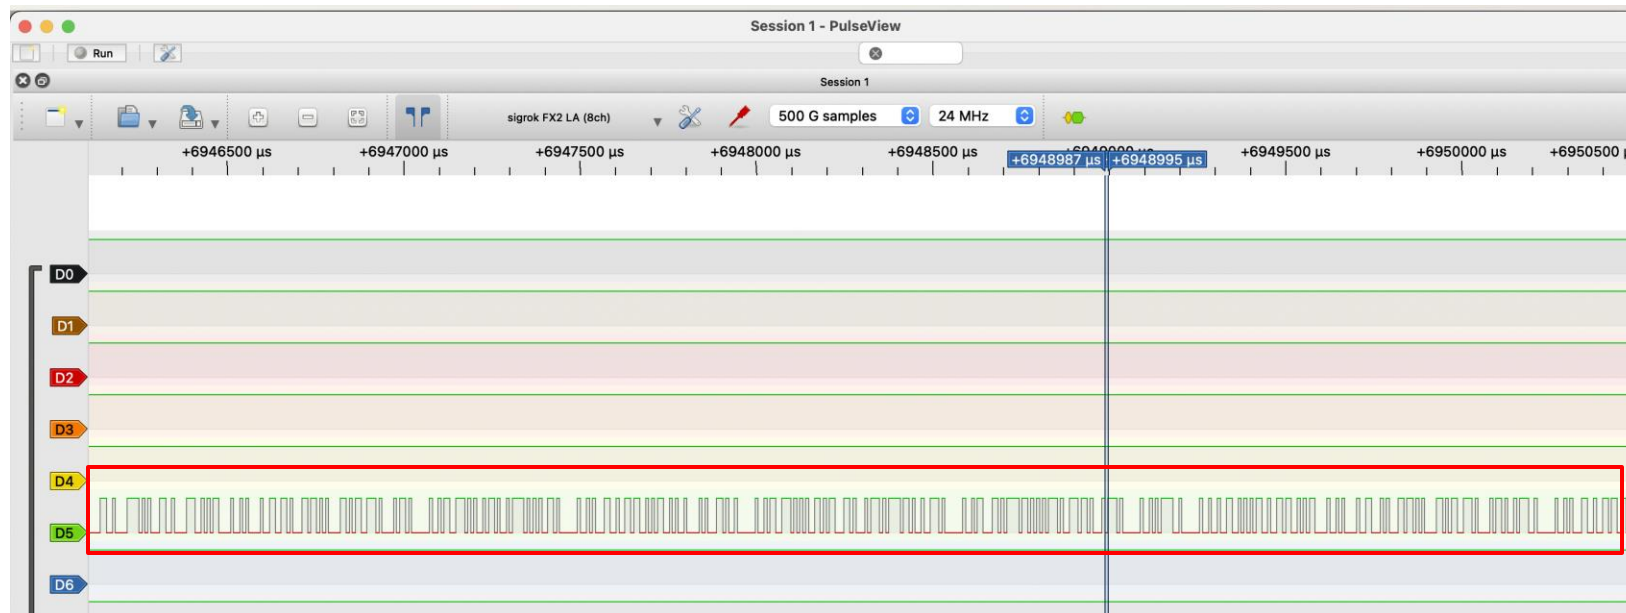 Session 1 - PulseView
Run
Session 1
sigrok FX2 LA (8ch)
500 G samples
24 MHz
+6946500 µs +6947000 µs +6947500 µs +6948000 µs +6948500 µs +6949500 µs +6950000 µs +6950500
+6948987 µs +6948995 µs
D0
D1
D2
D3
D4
D5
D6